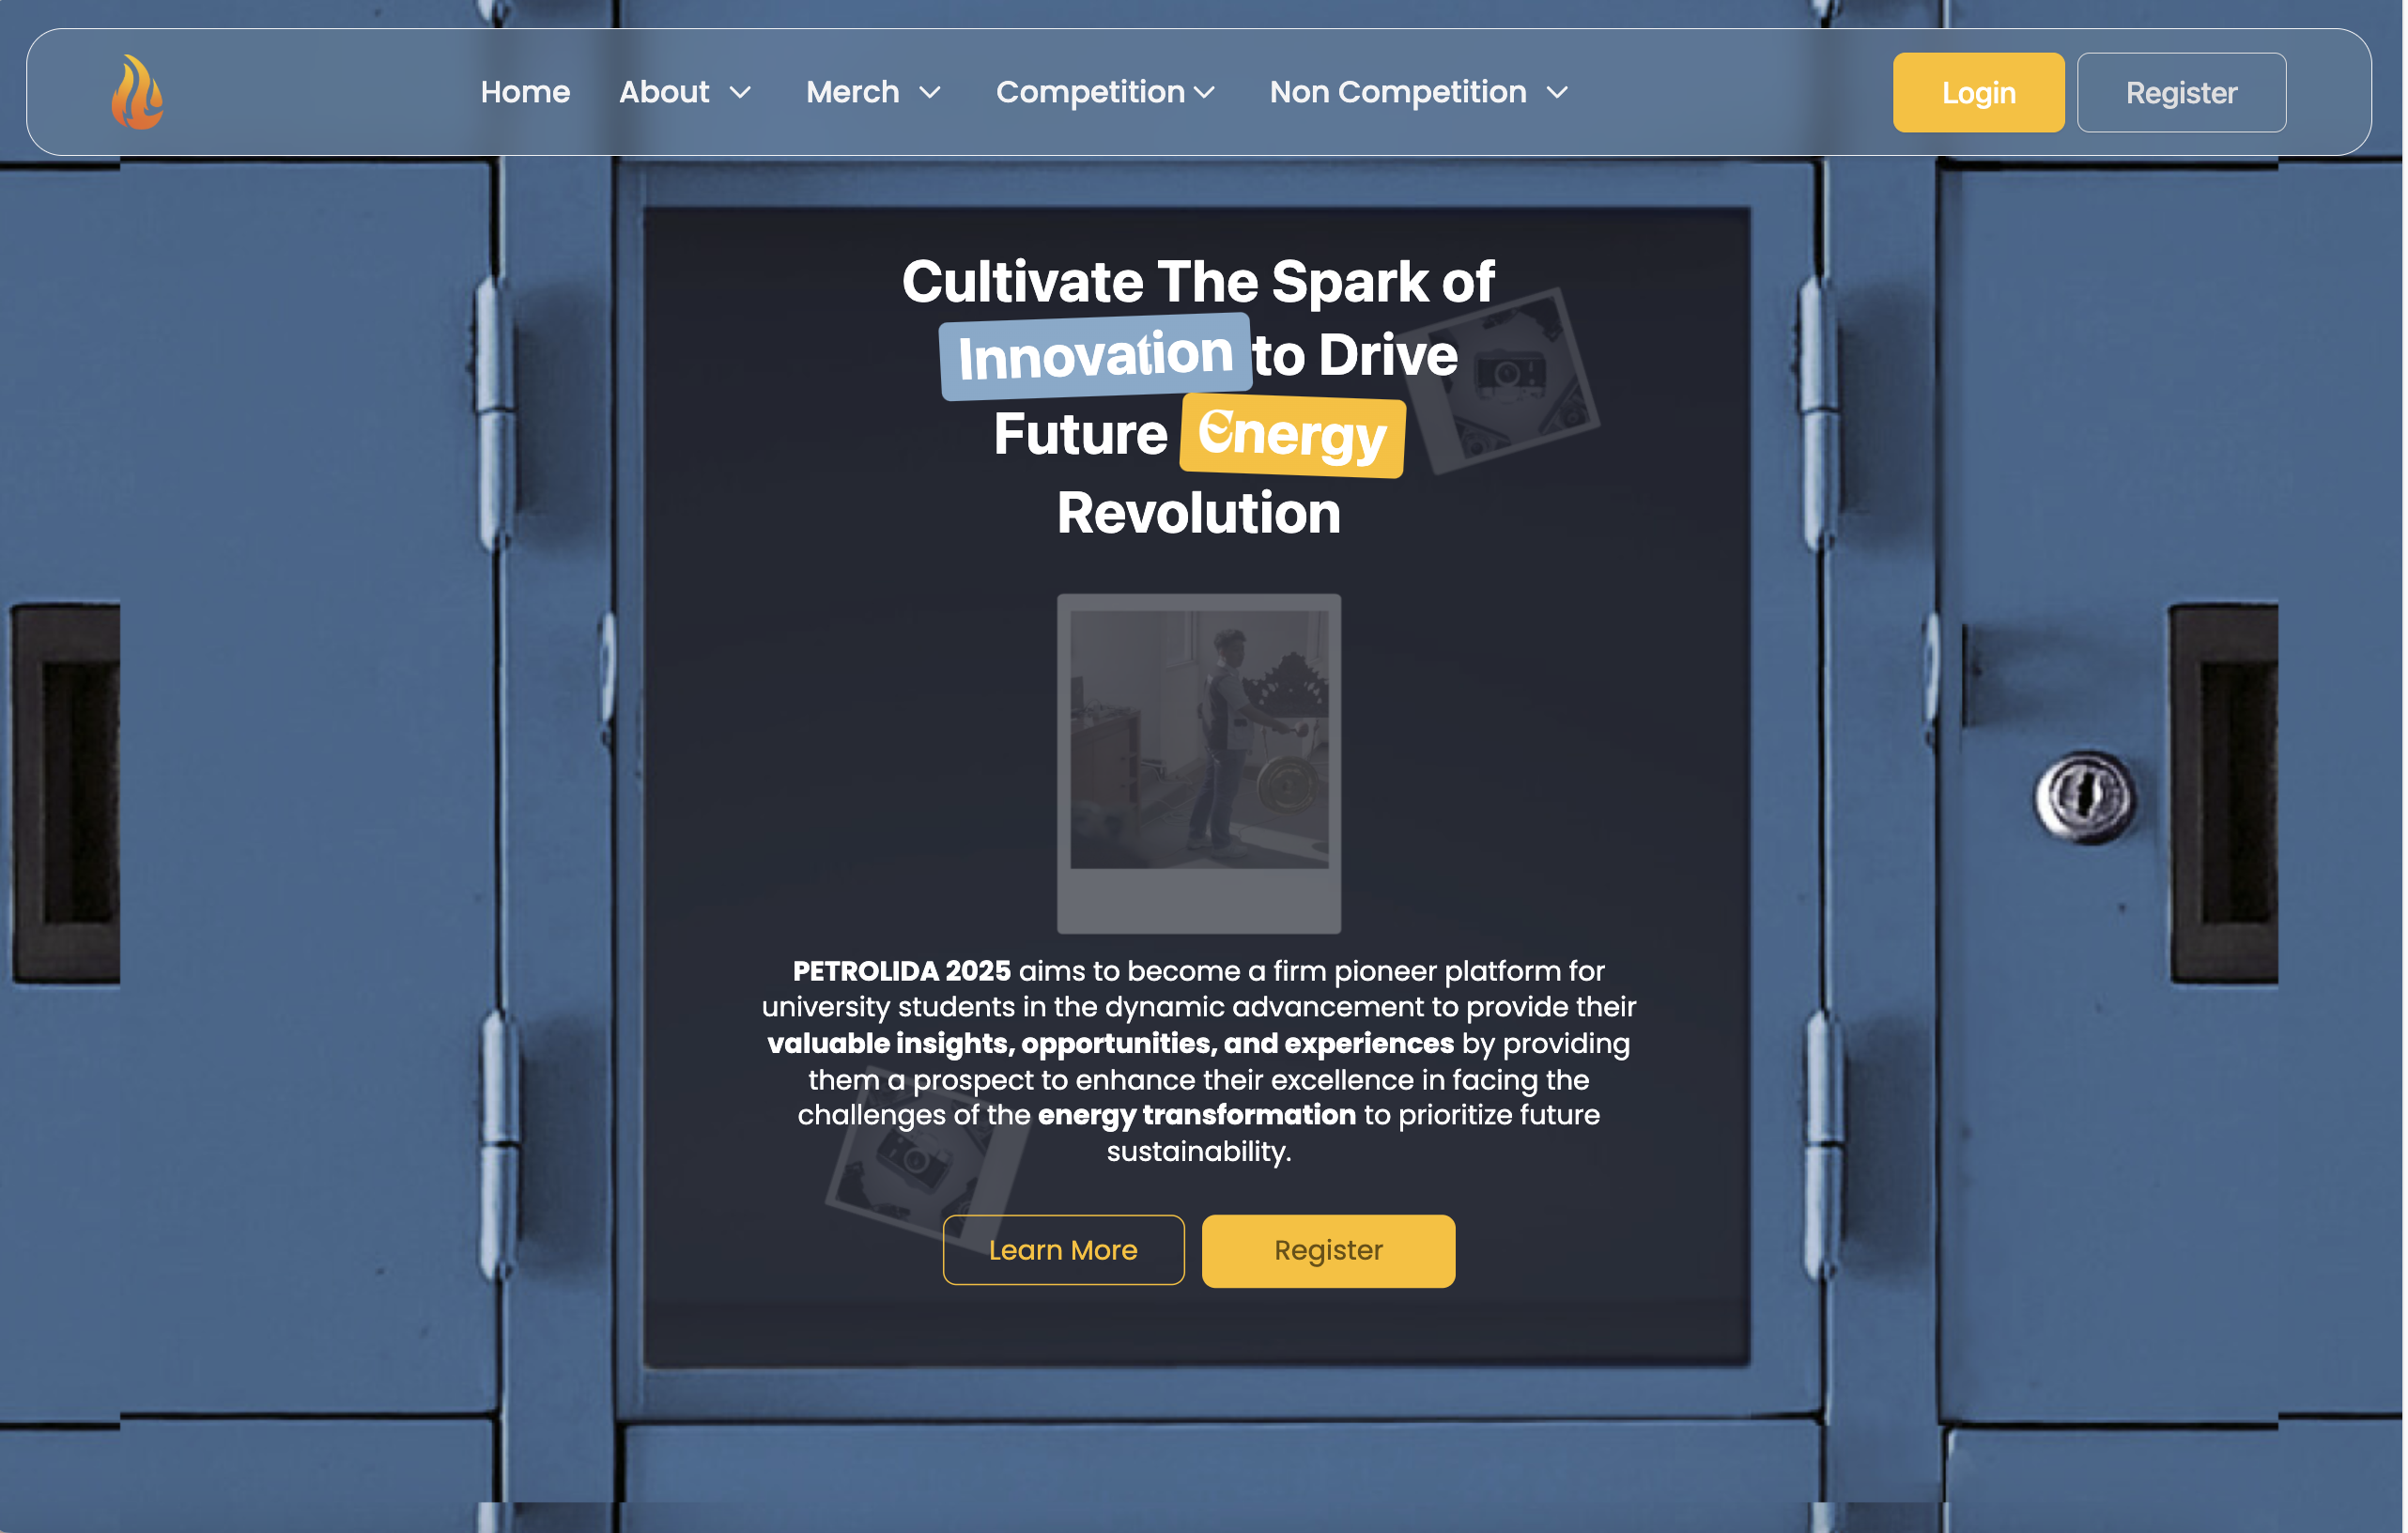 Home About Merch Competition Non Competition Login Register
Cultivate The Spark of
Innovation to Drive
Future Energy
Revolution
PETROLIDA 2025 aims to become a firm pioneer platform for
university students in the dynamic advancement to provide their
valuable insights, opportunities, and experiences by providing
them a prospect to enhance their excellence in facing the
challenges of the energy transformation to prioritize future
sustainability.
Learn More Register